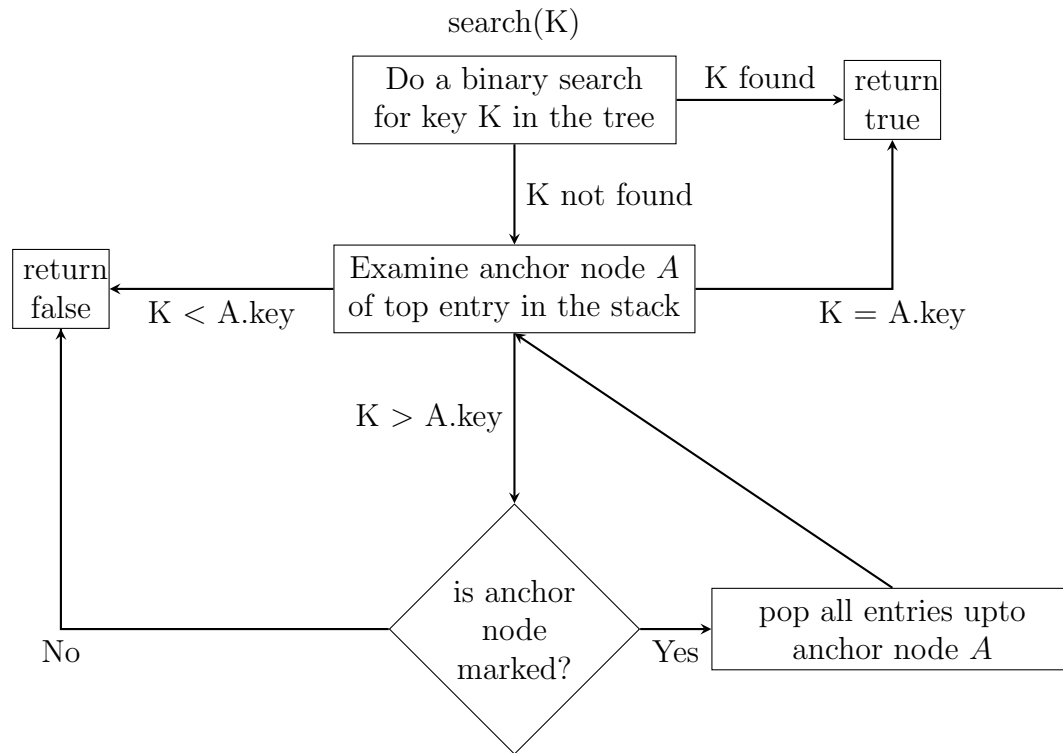 search(K)
Do a binary search
for key K in the tree
K found
return
true
K not found
Examine anchor node A
of top entry in the stack
return
false
K < A.key
K = A.key
K > A.key
is anchor
node
marked?
No
Yes
pop all entries upto
anchor node A